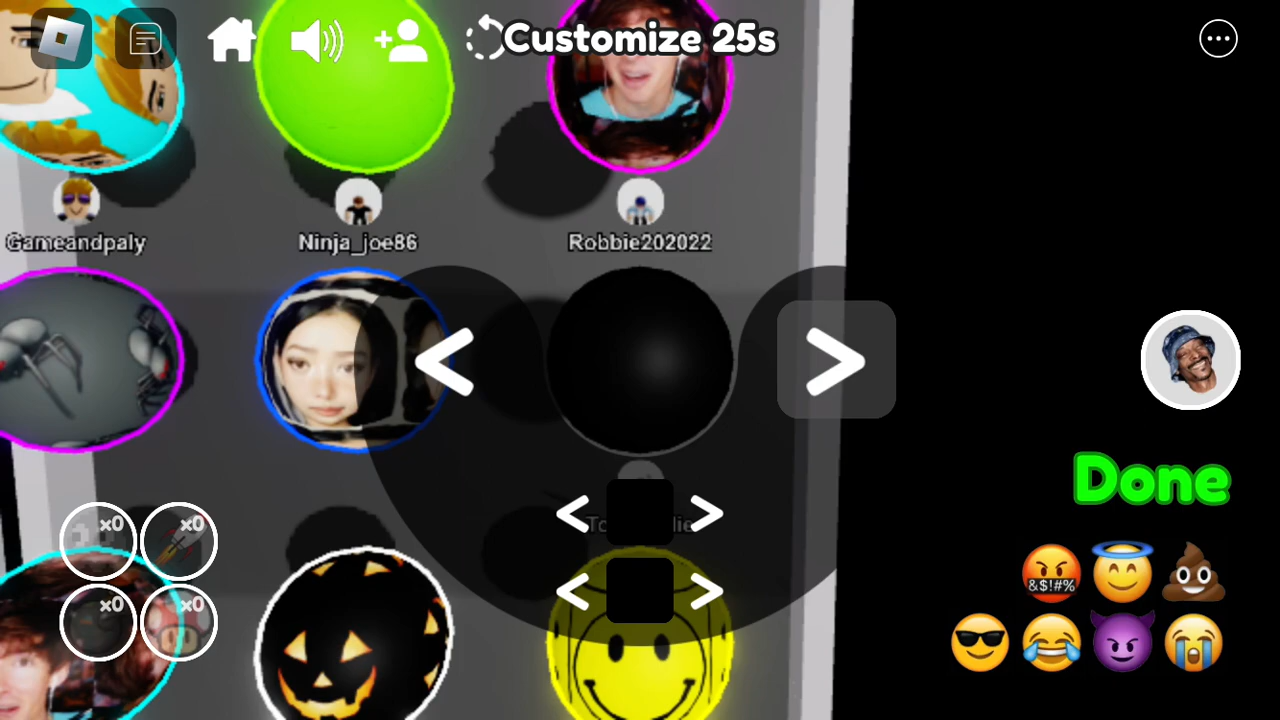 Customize 25s
Gameandpaly
Ninja_joe86
Robbie202022
< >
< >
Done
x0 x0
&$!#%
< >
x0 x0